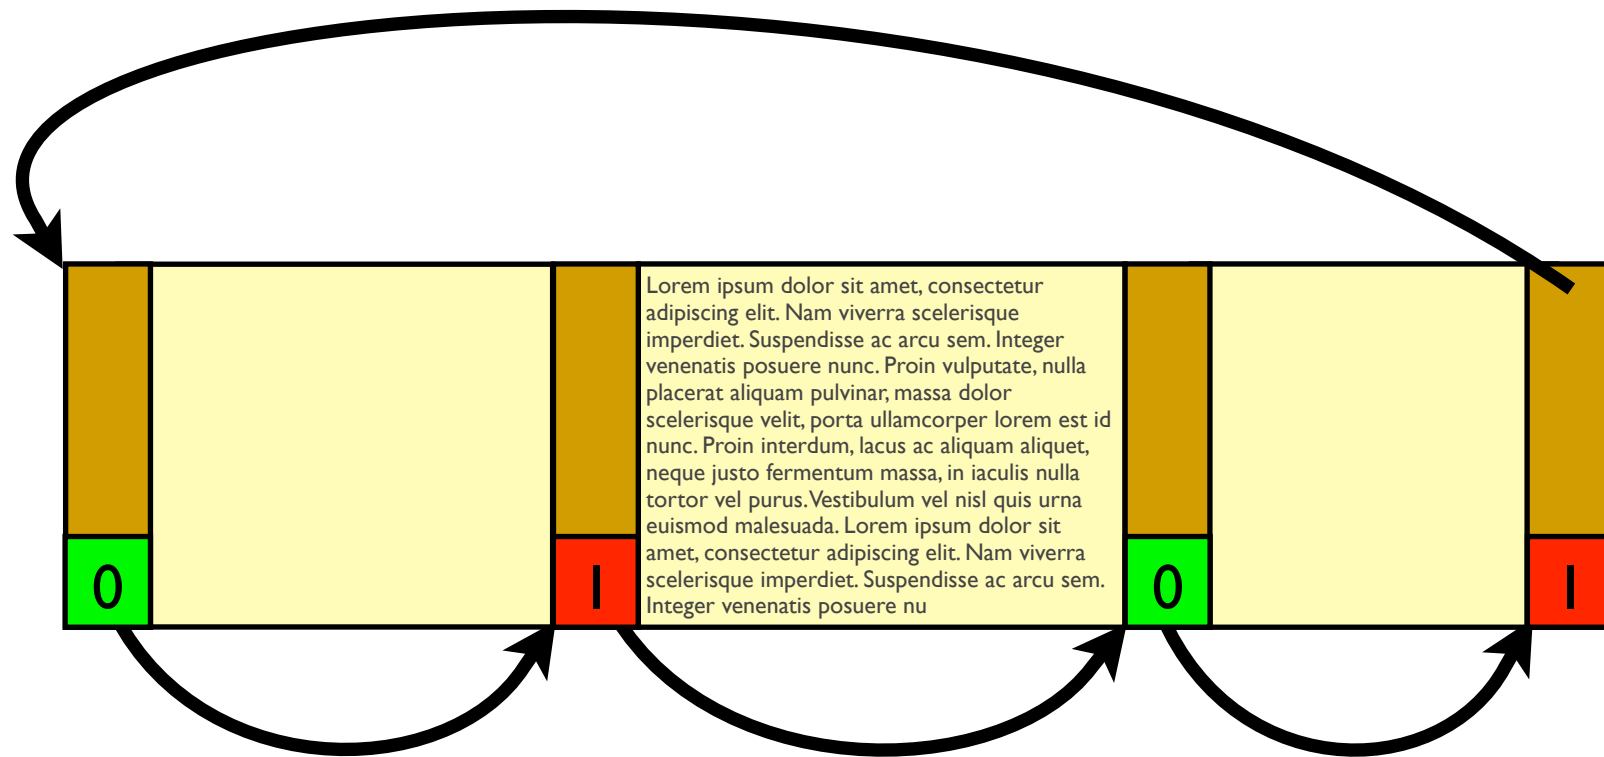 Lorem ipsum dolor sit amet, consectetur
adipiscing elit. Nam viverra scelerisque
imperdiet. Suspendisse ac arcu sem. Integer
venenatis posuere nunc. Proin vulputate, nulla
placerat aliquam pulvinar, massa dolor
scelerisque velit, porta ullamcorper lorem est id
nunc. Proin interdum, lacus ac aliquam aliquet,
neque justo fermentum massa, in iaculis nulla
tortor vel purus. Vestibulum vel nisl quis urna
euismod malesuada. Lorem ipsum dolor sit
amet, consectetur adipiscing elit. Nam viverra
scelerisque imperdiet. Suspendisse ac arcu sem.
Integer venenatis posuere nu
0 1 0 1